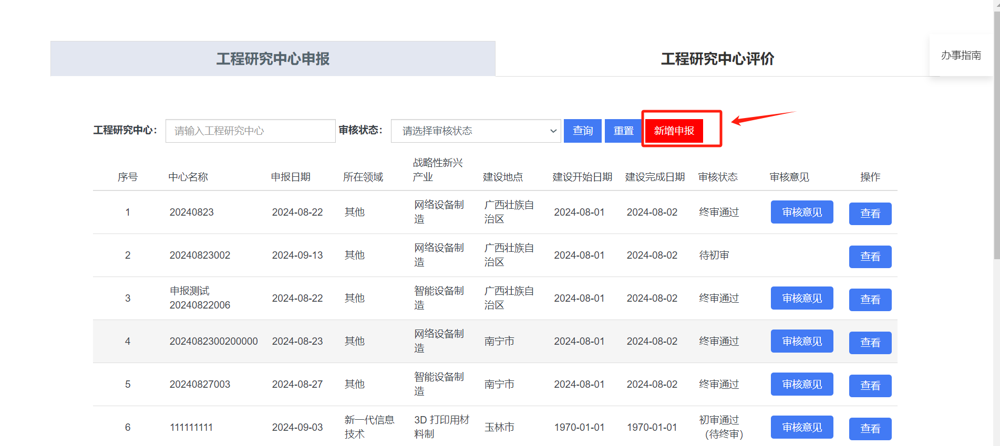 工程研究中心申报
工程研究中心评价
办事指南
工程研究中心：
请输入工程研究中心
审核状态：
请选择审核状态
查询
重置
新增申报
序号
中心名称
申报日期
所在领域
战略性新兴
产业
建设地点
建设开始日期
建设完成日期
审核状态
审核意见
操作
1
20240823
2024-08-22
其他
网络设备制
造
广西壮族自
治区
2024-08-01
2024-08-02
终审通过
审核意见
查看
2
20240823002
2024-09-13
其他
网络设备制
造
广西壮族自
治区
2024-08-01
2024-08-02
待初审
查看
3
申报测试
20240822006
2024-08-22
其他
智能设备制
造
广西壮族自
治区
2024-08-01
2024-08-02
终审通过
审核意见
查看
4
2024082300200000
2024-08-23
其他
网络设备制
造
南宁市
2024-08-01
2024-08-02
终审通过
审核意见
查看
5
20240827003
2024-08-27
其他
智能设备制
造
南宁市
2024-08-01
2024-08-02
终审通过
审核意见
查看
6
111111111
2024-09-03
新一代信息
技术
3D 打印用材
料制
玉林市
1970-01-01
1970-01-01
初审通过
（待终审）
审核意见
查看